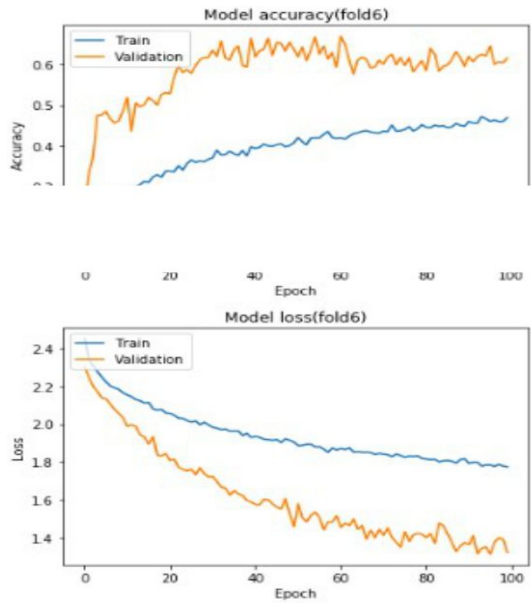 Model accuracy(fold6)
Train
Validation
0.6
0.5
0.4
Accuracy
0 20 40 60 80 100
Epoch
Model loss(fold6)
Train
Validation
2.4
2.2
2.0
1.8
1.6
1.4
Loss
0 20 40 60 80 100
Epoch